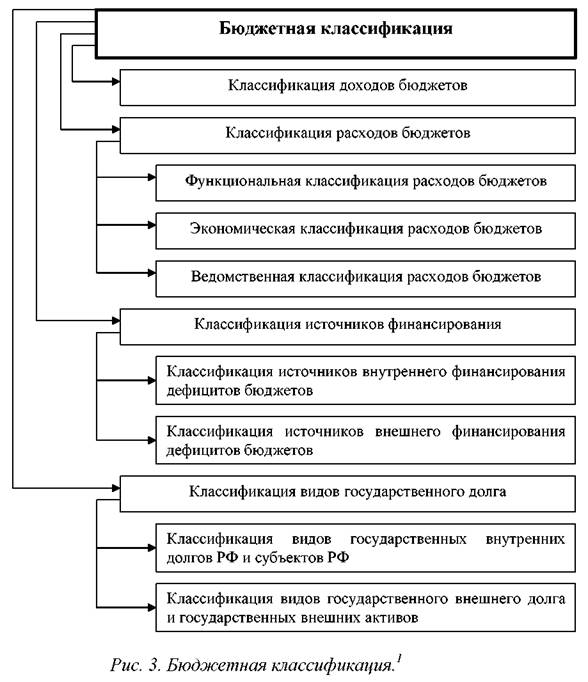 Бюджетная классификация
Классификация доходов бюджетов
Классификация расходов бюджетов
Функциональная классификация расходов бюджетов
Экономическая классификация расходов бюджетов
Ведомственная классификация расходов бюджетов
Классификация источников финансирования
Классификация источников внутреннего финансирования
дефицитов бюджетов
Классификация источников внешнего финансирования
дефицитов бюджетов
Классификация видов государственного долга
Классификация видов государственных внутренних
долгов РФ и субъектов РФ
Классификация видов государственного внешнего долга
и государственных внешних активов
Рис. 3. Бюджетная классификация.¹